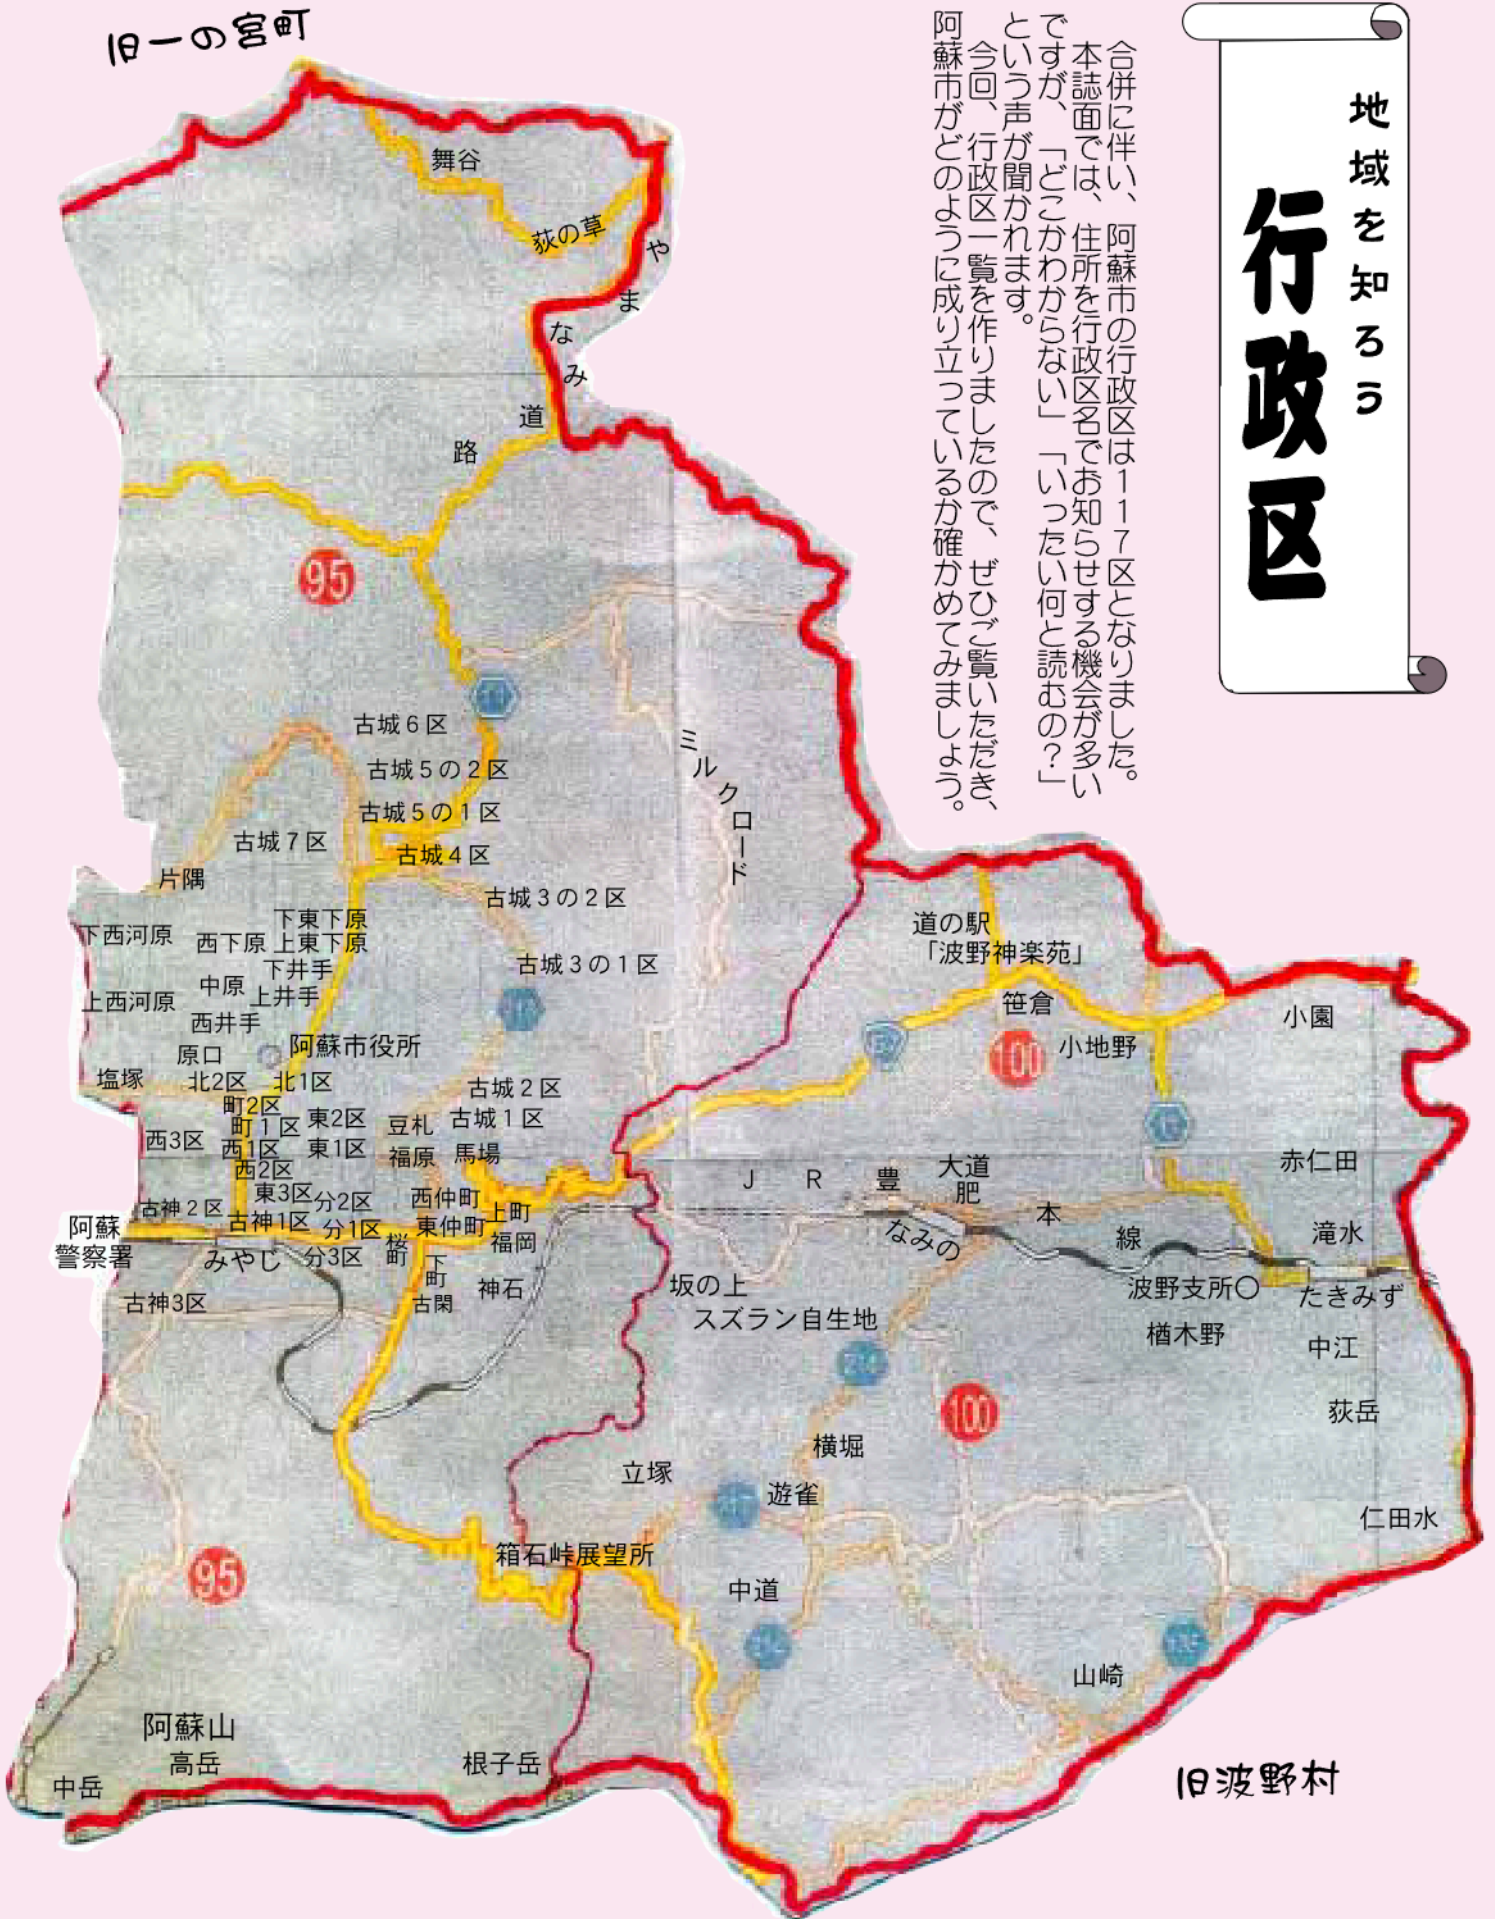 地域を知ろう
行政区
合併に伴い、阿蘇市の行政区は117区となりました。
本誌面では、住所を行政区名でお知らせする機会が多い
ですが、「どこかわからない」「いったい何と読むの？」
という声が聞かれます。
今回、行政区一覧を作りましたので、ぜひご覧いただき、
阿蘇市がどのように成り立っているか確かめてみましょう。
旧一の宮町
舞谷
荻の草
やまなみ道路
95
古城6区
古城5の2区
古城5の1区
古城7区
古城4区
片隅
古城3の2区
ミルクロード
下東下原
下西河原
西下原
上東下原
下井手
古城3の1区
中原
上井手
上西河原
西井手
原口
阿蘇市役所
塩塚
北2区
北1区
古城2区
町2区
町1区
東2区
豆札
古城1区
西3区
西1区
東1区
福原
馬場
西2区
東3区
分2区
西仲町
古神2区
古神1区
分1区
東仲町
上町
阿蘇
警察署
みやじ
分3区
桜町
下町
福岡
古神3区
古閑
神石
道の駅
「波野神楽苑」
笹倉
57
100
小地野
小園
赤仁田
大道
JR豊肥本線
なみの
滝水
波野支所
たきみず
坂の上
スズラン自生地
楢木野
中江
荻岳
100
横堀
立塚
遊雀
仁田水
箱石峠展望所
中道
95
山崎
阿蘇山
高岳
中岳
根子岳
旧波野村